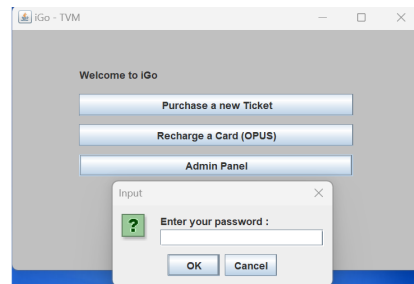 iGo - TVM
Welcome to iGo
Purchase a new Ticket
Recharge a Card (OPUS)
Admin Panel
Input
?
Enter your password :
OK
Cancel